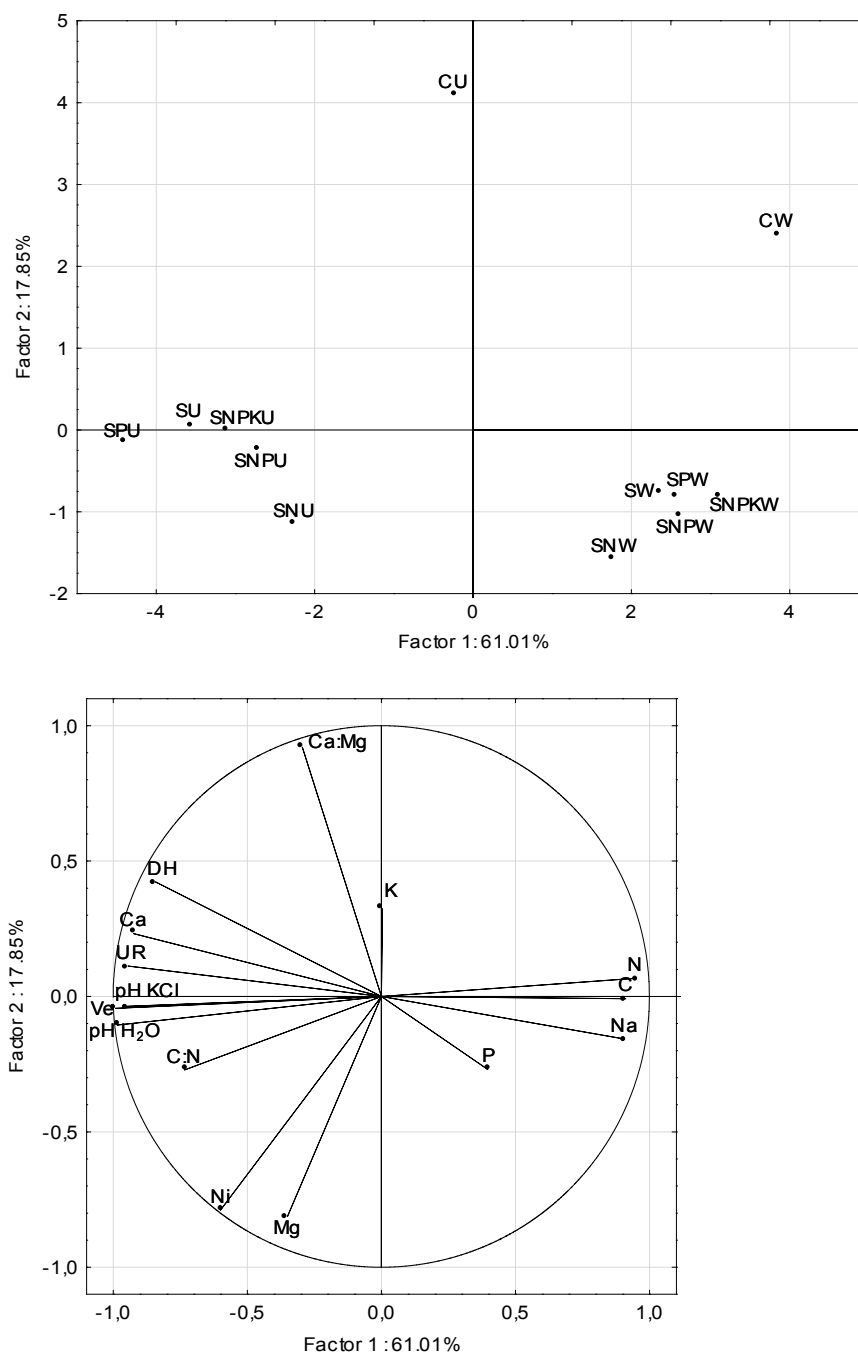 5
4
3
2
1
0
-1
-2
Factor 2: 17.85%
CU
CW
SU
SNPKU
SPU
SNPU
SNU
SPW
SW
SNPKW
SNPW
SNW
-4
-2
0
2
4
Factor 1: 61.01%
1,0
0,5
0,0
-0,5
-1,0
Factor 2 : 17.85%
Ca:Mg
DH
K
Ca
UR
N
pH KCl
C
Ve
Na
pH H₂O
C:N
P
Ni
Mg
-1,0
-0,5
0,0
0,5
1,0
Factor 1 : 61.01%